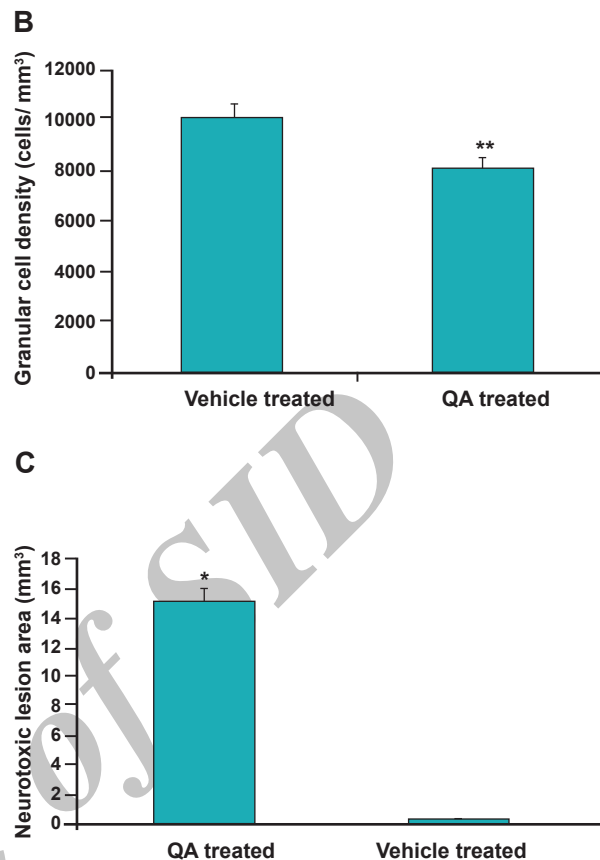 B
Granular cell density (cells/ mm³)
12000
10000
8000
6000
4000
2000
0
**
Vehicle treated
QA treated
C
Neurotoxic lesion area (mm³)
18
16
14
12
10
8
6
4
2
0
*
QA treated
Vehicle treated
of SID